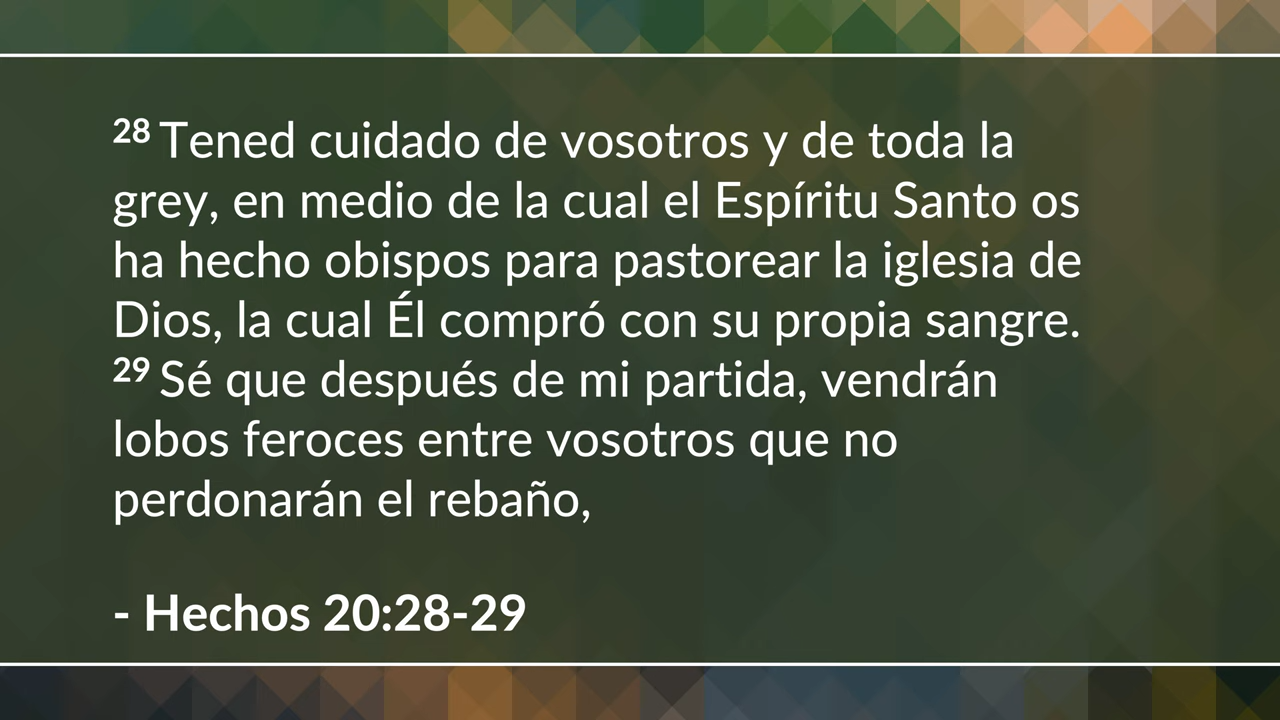 28 Tened cuidado de vosotros y de toda la
grey, en medio de la cual el Espíritu Santo os
ha hecho obispos para pastorear la iglesia de
Dios, la cual Él compró con su propia sangre.
29 Sé que después de mi partida, vendrán
lobos feroces entre vosotros que no
perdonarán el rebaño,
- Hechos 20:28-29